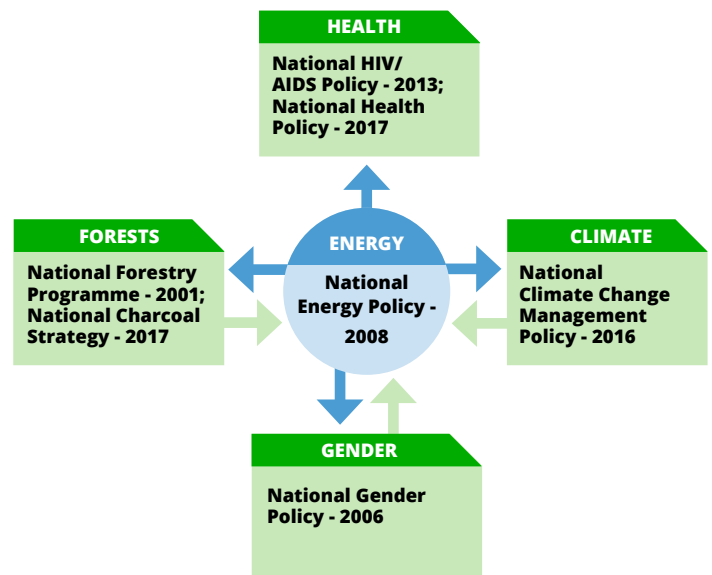 HEALTH
National HIV/
AIDS Policy - 2013;
National Health
Policy - 2017
FORESTS
National Forestry
Programme - 2001;
National Charcoal
Strategy - 2017
ENERGY
National
Energy Policy -
2008
CLIMATE
National
Climate Change
Management
Policy - 2016
GENDER
National Gender
Policy - 2006